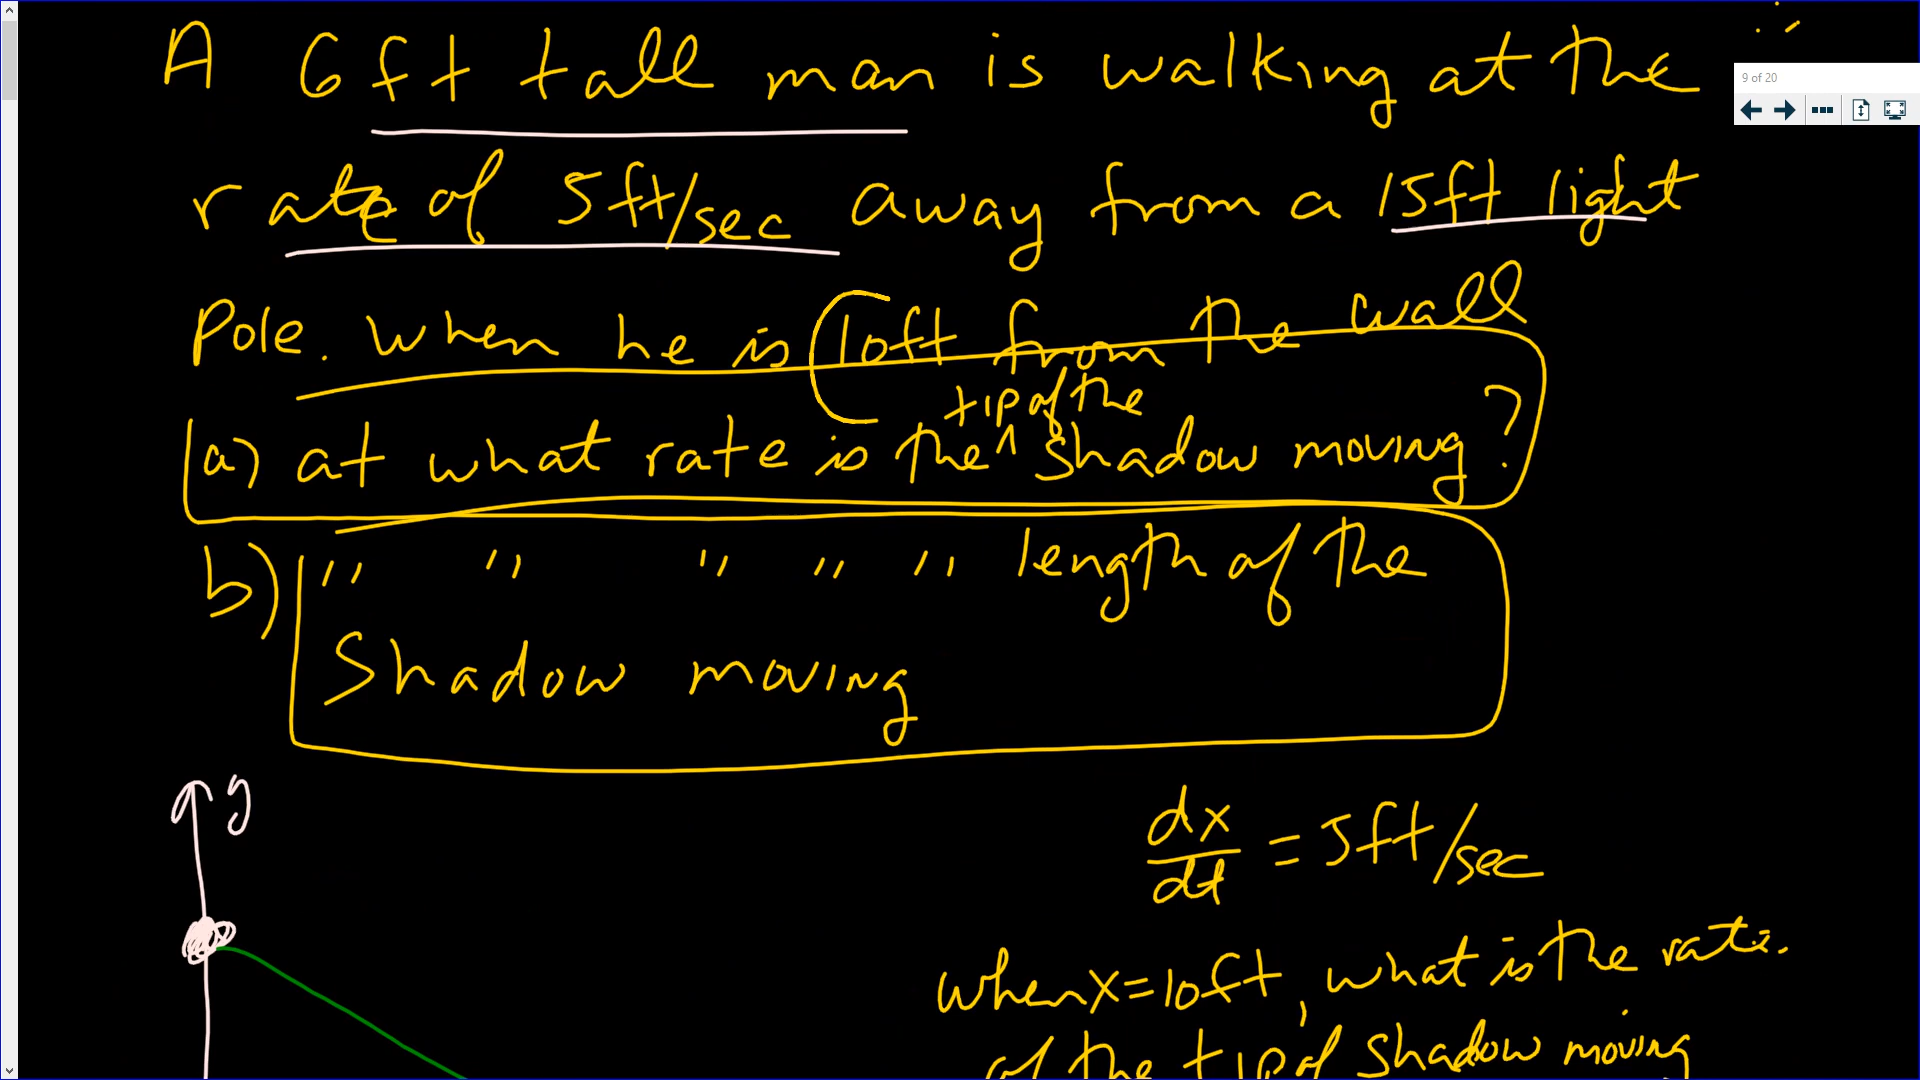 A 6ft tall man is walking at the
9 of 20
rate of 5ft/sec away from a 15ft light
Pole. when he is 10ft from the wall
tip of the
(a) at what rate is the ^ shadow moving?
b) " " " " " length of the
Shadow moving
y
dx/dt = 5ft/sec
when x=10ft, what is the rate.
of the tip of shadow moving